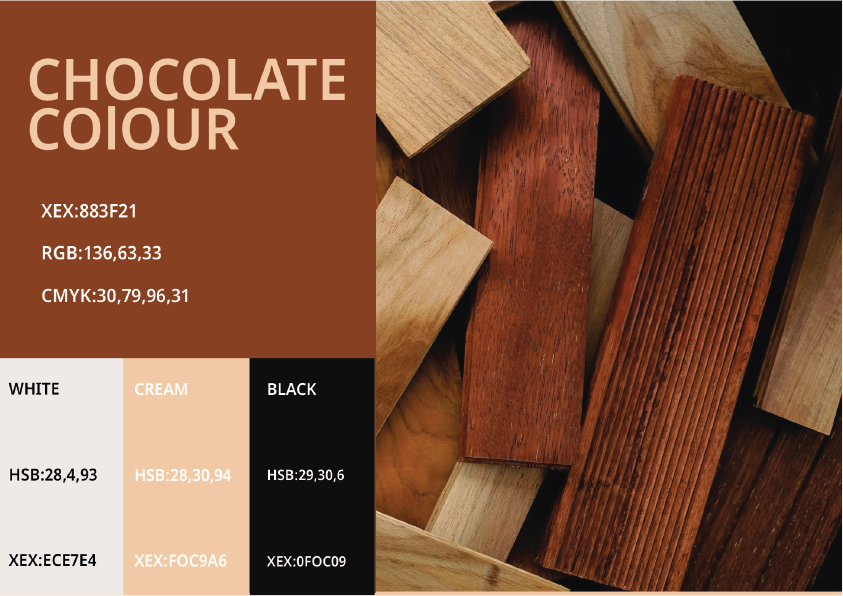 CHOCOLATE
COlOUR
XEX:883F21
RGB:136,63,33
CMYK:30,79,96,31
WHITE
CREAM
BLACK
HSB:28,4,93
HSB:28,30,94
HSB:29,30,6
XEX:ECE7E4
XEX:FOC9A6
XEX:0FOC09